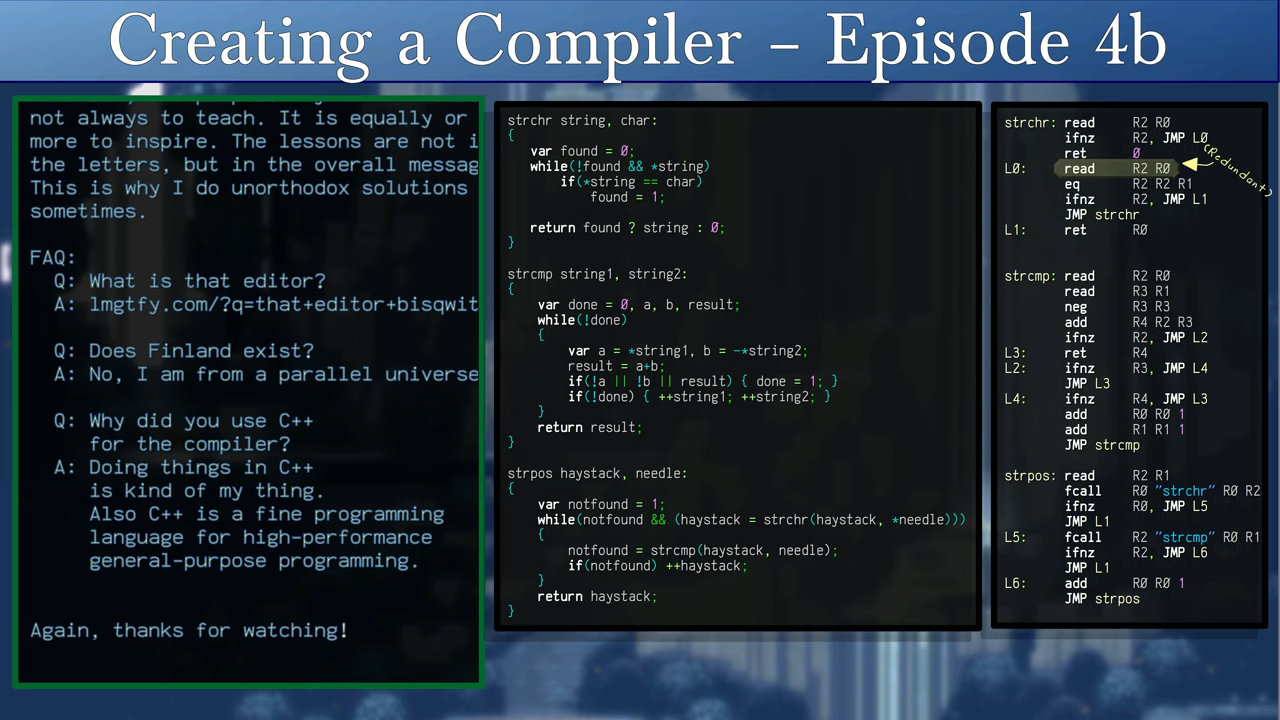 Creating a Compiler – Episode 4b
not always to teach. It is equally or
more to inspire. The lessons are not i
the letters, but in the overall messag
This is why I do unorthodox solutions
sometimes.
FAQ:
Q: What is that editor?
A: lmgtfy.com/?q=that+editor+bisqwit
Q: Does Finland exist?
A: No, I am from a parallel universe
Q: Why did you use C++
for the compiler?
A: Doing things in C++
is kind of my thing.
Also C++ is a fine programming
language for high-performance
general-purpose programming.
Again, thanks for watching!
strchr string, char:
{
var found = 0;
while(!found && *string)
if(*string == char)
found = 1;
return found ? string : 0;
}
strcmp string1, string2:
{
var done = 0, a, b, result;
while(!done)
{
var a = *string1, b = -*string2;
result = a+b;
if(!a || !b || result) { done = 1; }
if(!done) { ++string1; ++string2; }
}
return result;
}
strpos haystack, needle:
{
var notfound = 1;
while(notfound && (haystack = strchr(haystack, *needle)))
{
notfound = strcmp(haystack, needle);
if(notfound) ++haystack;
}
return haystack;
}
strchr: read R2 R0
ifnz R2, JMP L0
ret 0
L0: read R2 R0
(Redundant)
eq R2 R2 R1
ifnz R2, JMP L1
JMP strchr
L1: ret R0
strcmp: read R2 R0
read R3 R1
neg R3 R3
add R4 R2 R3
ifnz R2, JMP L2
L3: ret R4
L2: ifnz R3, JMP L4
JMP L3
L4: ifnz R4, JMP L3
add R0 R0 1
add R1 R1 1
JMP strcmp
strpos: read R2 R1
fcall R0 "strchr" R0 R2
ifnz R0, JMP L5
JMP L1
L5: fcall R2 "strcmp" R0 R1
ifnz R2, JMP L6
JMP L1
L6: add R0 R0 1
JMP strpos